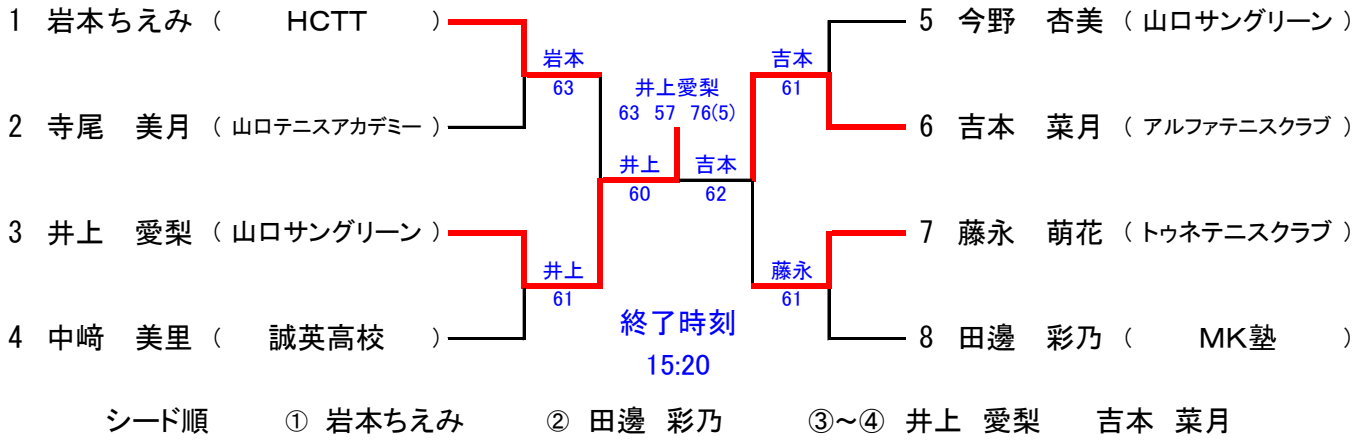 1 岩本ちえみ （ HCTT ）
5 今野 杏美 （ 山口サングリーン ）
岩本
吉本
63
井上愛梨
61
63 57 76(5)
2 寺尾 美月 （ 山口テニスアカデミー ）
6 吉本 菜月 （ アルファテニスクラブ ）
井上
吉本
60
62
3 井上 愛梨 （ 山口サングリーン ）
7 藤永 萌花 （ トゥネテニスクラブ ）
井上
藤永
61
61
終了時刻
4 中﨑 美里 （ 誠英高校 ）
8 田邊 彩乃 （ MK塾 ）
15:20
シード順 ① 岩本ちえみ ② 田邊 彩乃 ③～④ 井上 愛梨 吉本 菜月